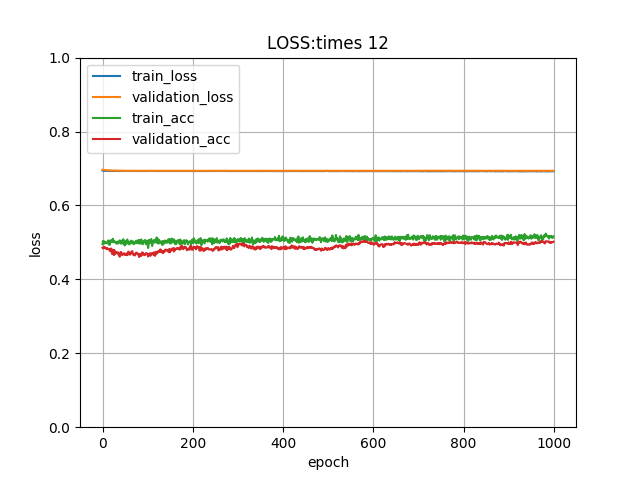 LOSS:times 12
1.0
train_loss
validation_loss
train_acc
validation_acc
0.8
0.6
loss
0.4
0.2
0.0
0 200 400 600 800 1000
epoch